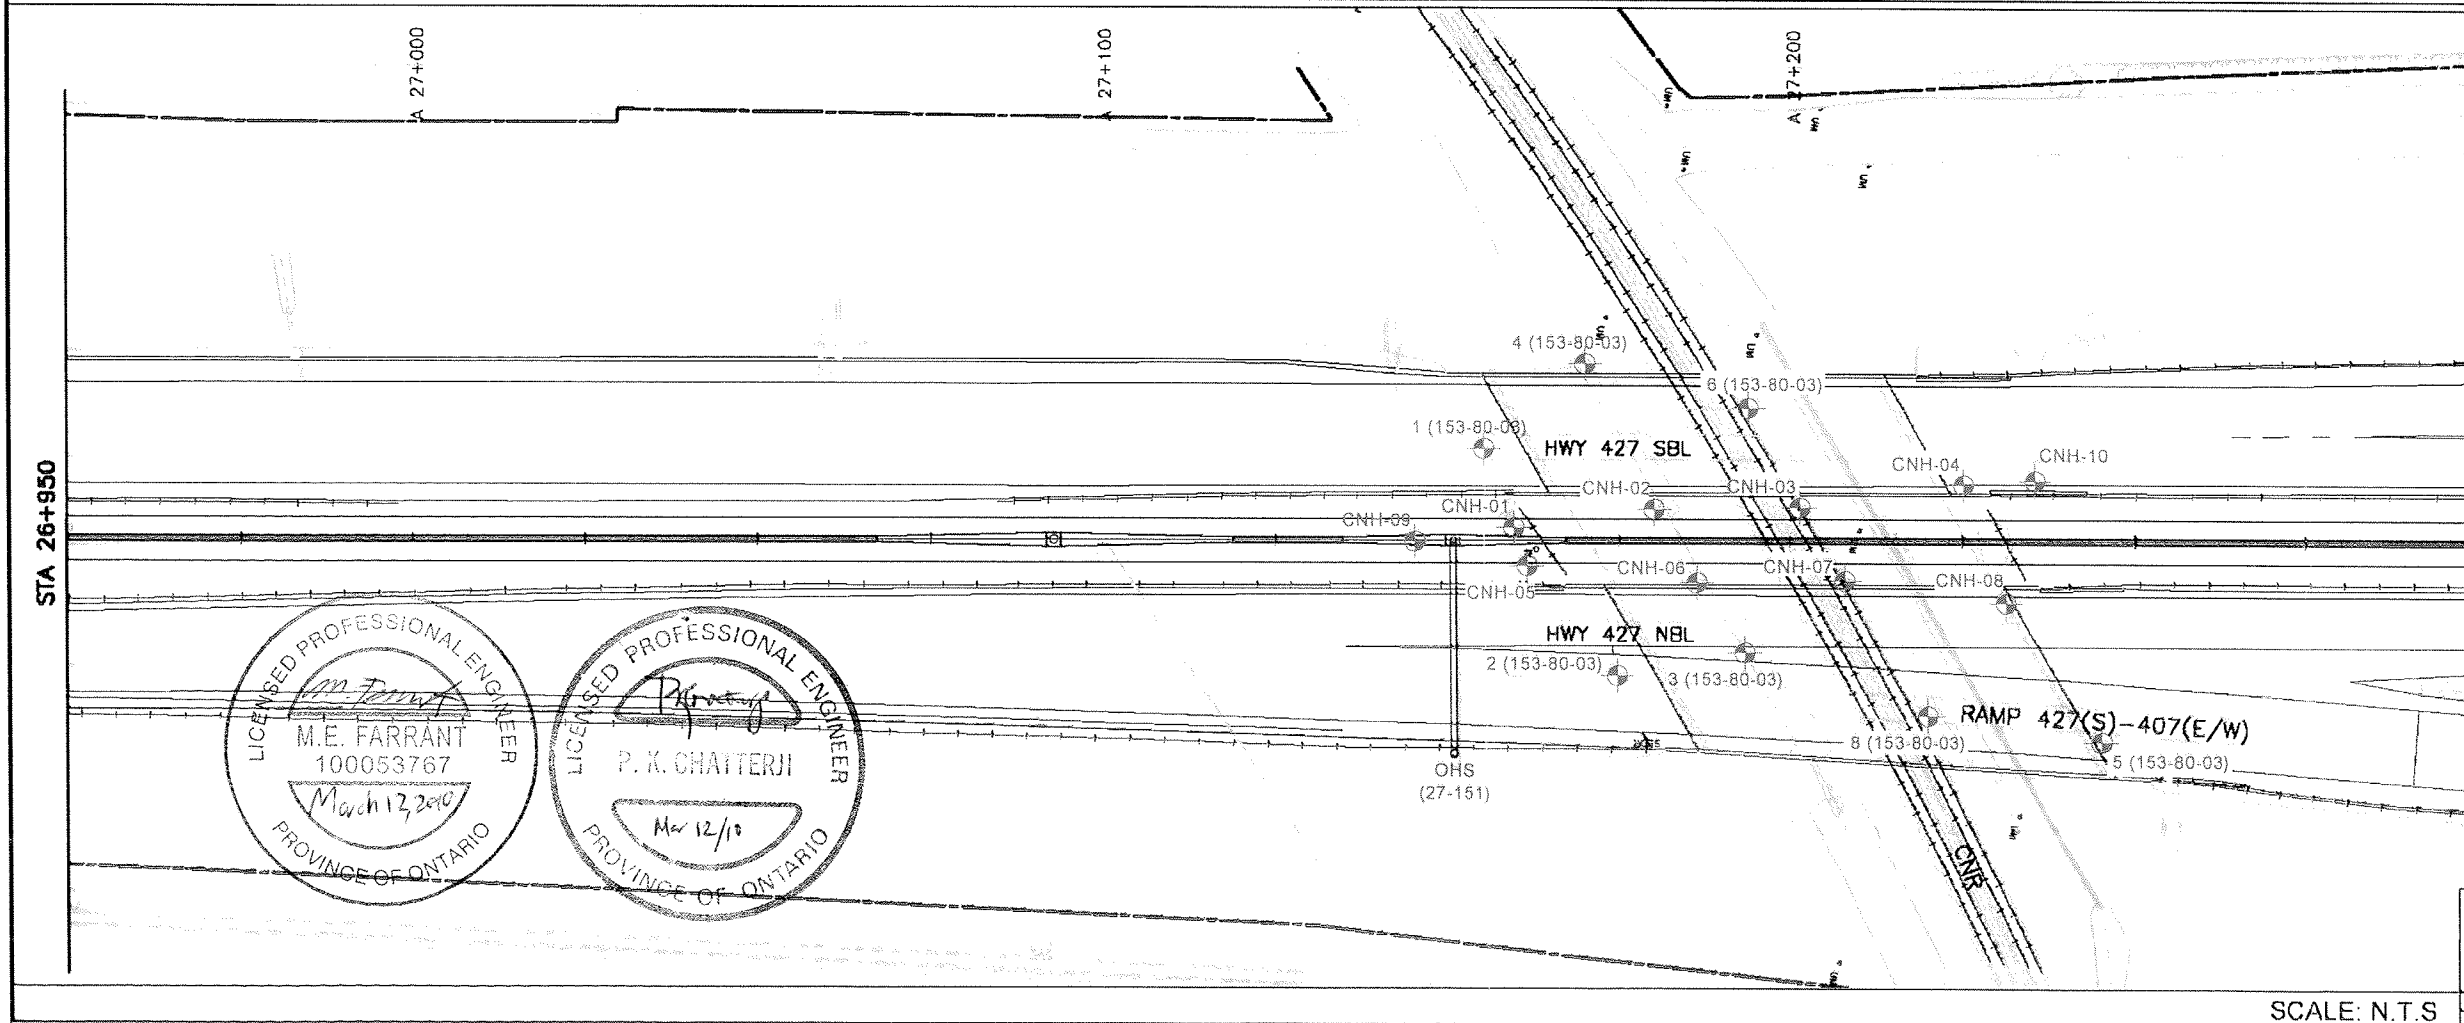 A 27+000
A 27+100
A 27+200
STA 26+950
4 (153-80-03)
6 (153-80-03)
1 (153-80-03)
HWY 427 SBL
CNH-04
CNH-10
CNH-02
CNH-03
CNH-01
CNH-09
CNH-06
CNH-07
CNH-08
CNH-05
HWY 427 NBL
2 (153-80-03)
3 (153-80-03)
RAMP 427(S)-407(E/W)
8 (153-80-03)
5 (153-80-03)
OHS
(27-151)
CNR
LICENSED PROFESSIONAL ENGINEER
M.E. FARRANT
100053767
March 12, 2010
PROVINCE OF ONTARIO
LICENSED PROFESSIONAL ENGINEER
P. K. CHATTERJI
Mar 12/10
PROVINCE OF ONTARIO
SCALE: N.T.S